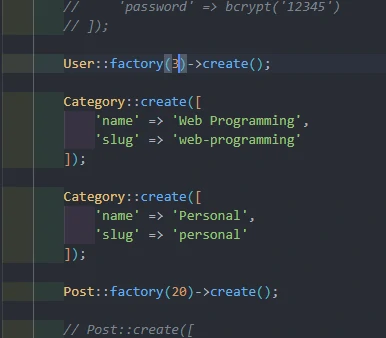 //     'password' => bcrypt('12345')
// ]);
User::factory(3)->create();
Category::create([
'name' => 'Web Programming',
'slug' => 'web-programming'
]);
Category::create([
'name' => 'Personal',
'slug' => 'personal'
]);
Post::factory(20)->create();
// Post::create([